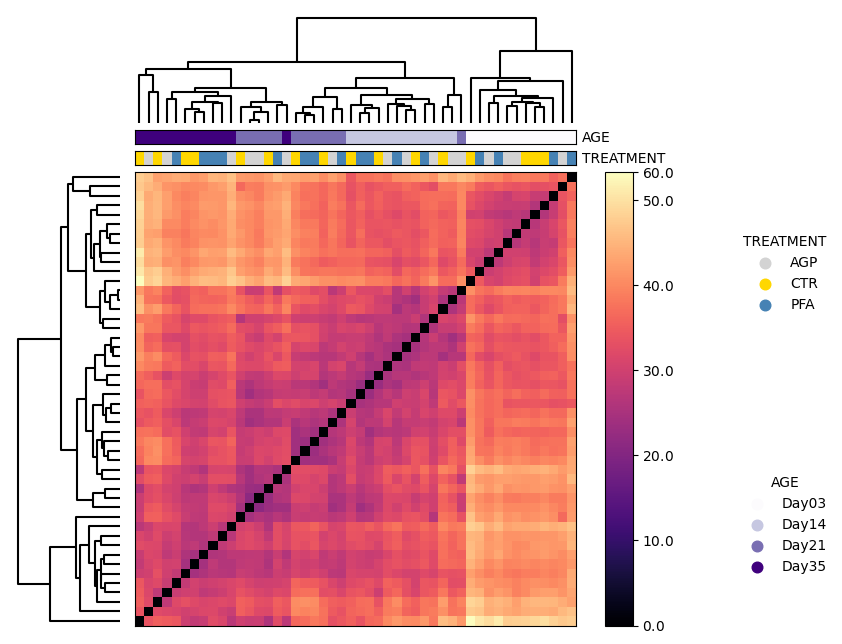 AGE
TREATMENT
60.0
50.0
40.0
30.0
20.0
10.0
0.0
TREATMENT
AGP
CTR
PFA
AGE
Day03
Day14
Day21
Day35